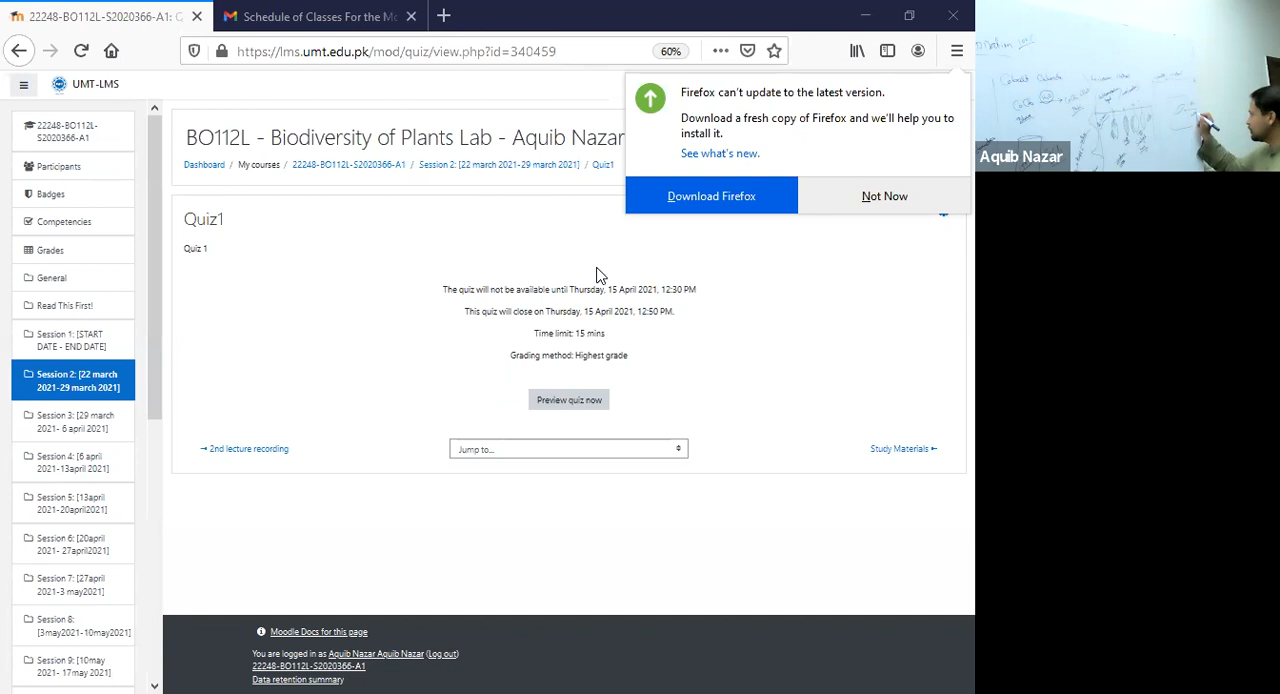 22248-BO112L-S2020366-A1: Q
Schedule of Classes For the Mo
https://lms.umt.edu.pk/mod/quiz/view.php?id=340459
60%
UMT-LMS
Firefox can't update to the latest version.
Download a fresh copy of Firefox and we'll help you to
install it.
See what's new.
Download Firefox
Not Now
22248-BO112L-
S2020366-A1
Participants
Badges
Competencies
Grades
General
Read This First!
Session 1: [START
DATE - END DATE]
Session 2: [22 march
2021-29 march 2021]
Session 3: [29 march
2021- 6 april 2021]
Session 4: [6 april
2021-13april 2021]
Session 5: [13april
2021-20april2021]
Session 6: [20april
2021- 27april2021]
Session 7: [27april
2021-3 may2021]
Session 8:
[3may2021-10may2021]
Session 9: [10may
2021- 17may 2021]
BO112L - Biodiversity of Plants Lab - Aquib Nazar
Dashboard / My courses / 22248-BO112L-S2020366-A1 / Session 2: [22 march 2021-29 march 2021] / Quiz1
Quiz1
Quiz 1
The quiz will not be available until Thursday, 15 April 2021, 12:30 PM
This quiz will close on Thursday, 15 April 2021, 12:50 PM.
Time limit: 15 mins
Grading method: Highest grade
Preview quiz now
→ 2nd lecture recording
Jump to...
Study Materials ←
Moodle Docs for this page
You are logged in as Aquib Nazar Aquib Nazar (Log out)
22248-BO112L-S2020366-A1
Data retention summary
Aquib Nazar